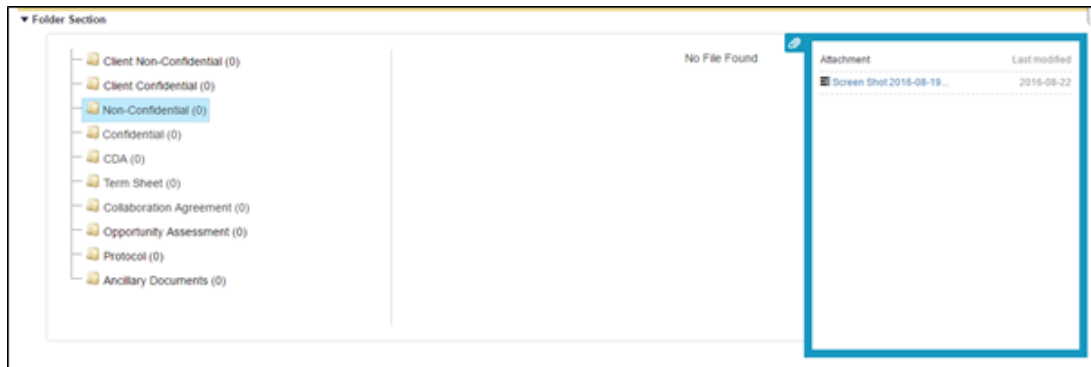 Folder Section
Client Non-Confidential (0)
Client Confidential (0)
Non-Confidential (0)
Confidential (0)
CDA (0)
Term Sheet (0)
Collaboration Agreement (0)
Opportunity Assessment (0)
Protocol (0)
Ancillary Documents (0)
No File Found
Attachment Last modified
Screen Shot 2016-08-19... 2016-08-22